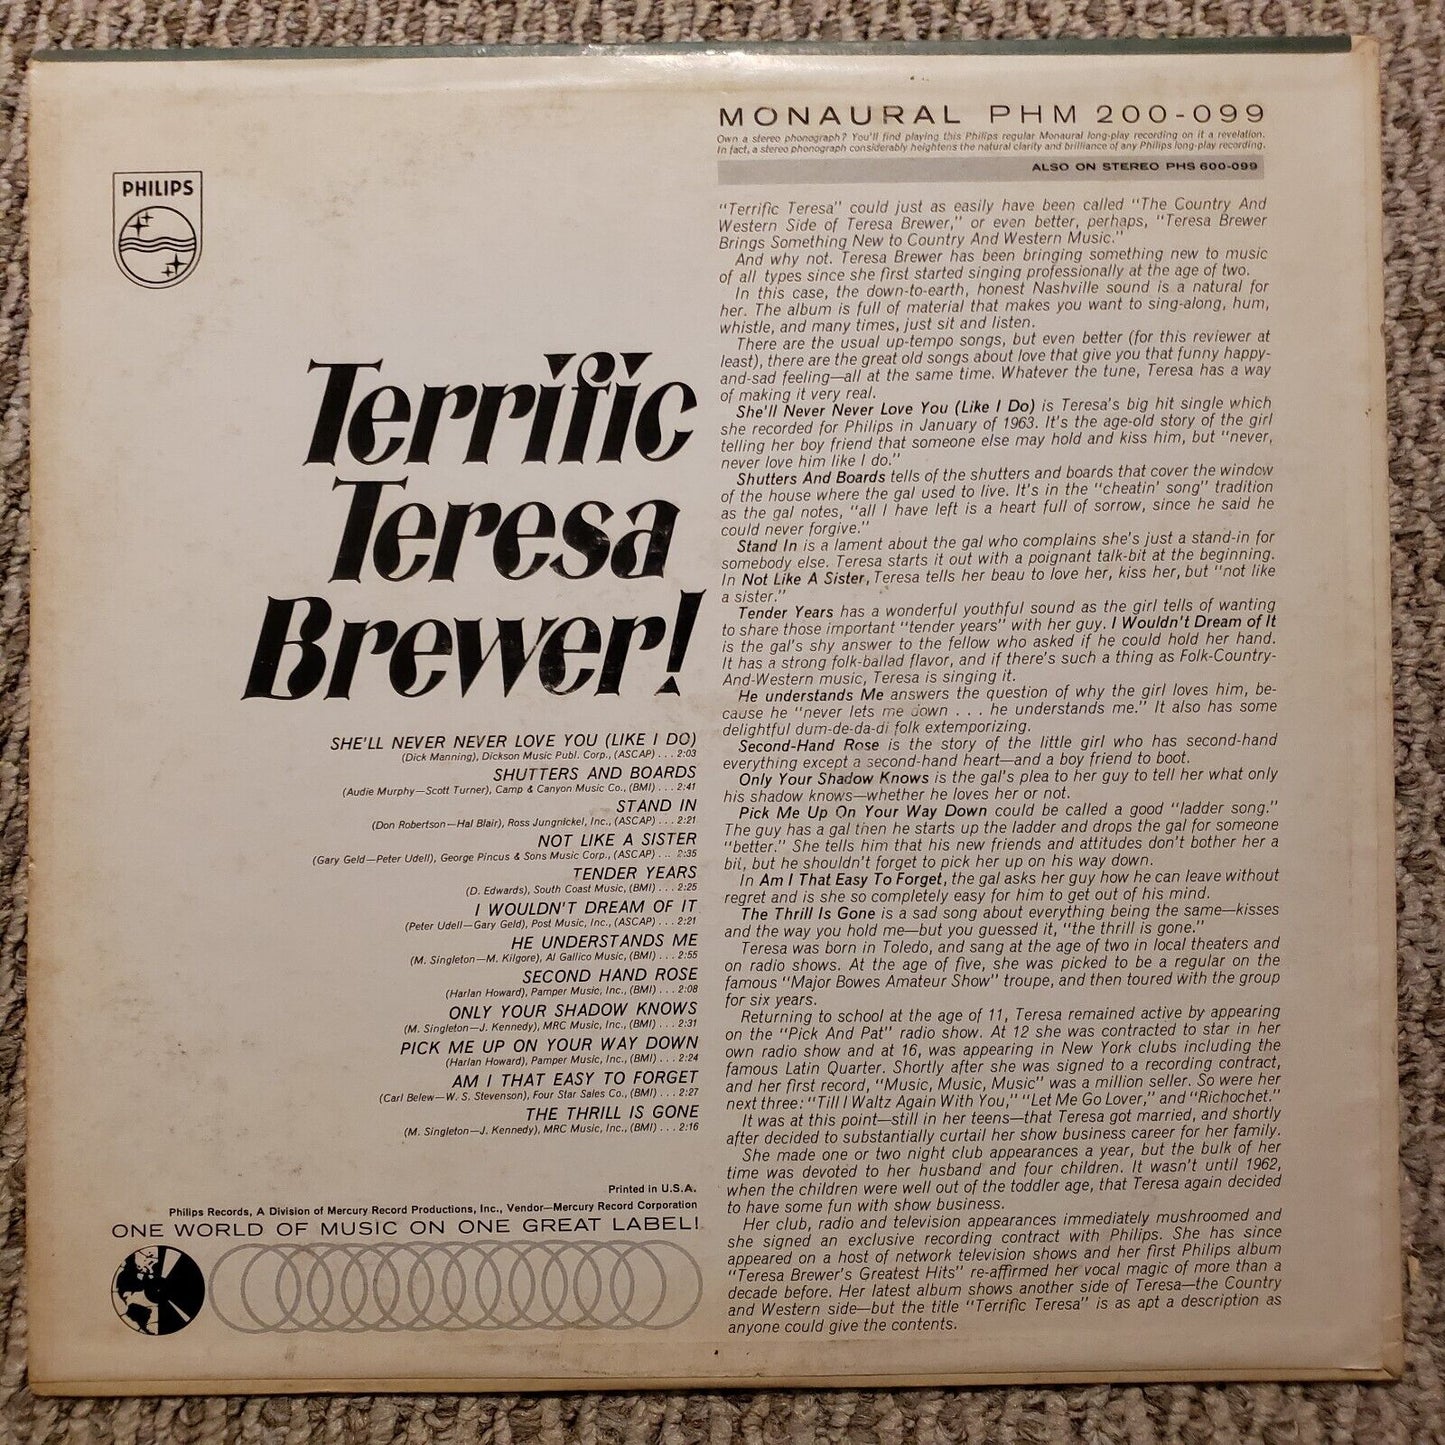 MONAURAL PHM 200-099
Own a stereo phonograph? You'll find playing this Philips regular Monaural long-play recording on it a revelation.
In fact, a stereo phonograph considerably heightens the natural clarity and brilliance of any Philips long-play recording.
ALSO ON STEREO PHS 600-099
PHILIPS
Terrific
Teresa
Brewer!
SHE'LL NEVER NEVER LOVE YOU (LIKE I DO)
(Dick Manning), Dickson Music Publ. Corp., (ASCAP) . . . 2:03
SHUTTERS AND BOARDS
(Audie Murphy—Scott Turner), Camp & Canyon Music Co., (BMI) . . . 2:41
STAND IN
(Don Robertson—Hal Blair), Ross Jungnickel, Inc., (ASCAP) . . . 2:21
NOT LIKE A SISTER
(Gary Geld—Peter Udell), George Pincus & Sons Music Corp., (ASCAP) . . . 2:35
TENDER YEARS
(D. Edwards), South Coast Music, (BMI) . . . 2:25
I WOULDN'T DREAM OF IT
(Peter Udell—Gary Geld), Post Music, Inc., (ASCAP) . . . 2:21
HE UNDERSTANDS ME
(M. Singleton—M. Kilgore), Al Gallico Music, (BMI) . . . 2:55
SECOND HAND ROSE
(Harlan Howard), Pamper Music, Inc., (BMI) . . . 2:08
ONLY YOUR SHADOW KNOWS
(M. Singleton—J. Kennedy), MRC Music, Inc., (BMI) . . . 2:31
PICK ME UP ON YOUR WAY DOWN
(Harlan Howard), Pamper Music, Inc., (BMI) . . . 2:24
AM I THAT EASY TO FORGET
(Carl Belew—W. S. Stevenson), Four Star Sales Co., (BMI) . . . 2:27
THE THRILL IS GONE
(M. Singleton—J. Kennedy), MRC Music, Inc., (BMI) . . . 2:16
Printed in U.S.A.
Philips Records, A Division of Mercury Record Productions, Inc., Vendor—Mercury Record Corporation
ONE WORLD OF MUSIC ON ONE GREAT LABEL!
"Terrific Teresa" could just as easily have been called "The Country And
Western Side of Teresa Brewer," or even better, perhaps, "Teresa Brewer
Brings Something New to Country And Western Music."
And why not. Teresa Brewer has been bringing something new to music
of all types since she first started singing professionally at the age of two.
In this case, the down-to-earth, honest Nashville sound is a natural for
her. The album is full of material that makes you want to sing-along, hum,
whistle, and many times, just sit and listen.
There are the usual up-tempo songs, but even better (for this reviewer at
least), there are the great old songs about love that give you that funny happy-
and-sad feeling—all at the same time. Whatever the tune, Teresa has a way
of making it very real.
She'll Never Never Love You (Like I Do) is Teresa's big hit single which
she recorded for Philips in January of 1963. It's the age-old story of the girl
telling her boy friend that someone else may hold and kiss him, but "never,
never love him like I do."
Shutters And Boards tells of the shutters and boards that cover the window
of the house where the gal used to live. It's in the "cheatin' song" tradition
as the gal notes, "all I have left is a heart full of sorrow, since he said he
could never forgive."
Stand In is a lament about the gal who complains she's just a stand-in for
somebody else. Teresa starts it out with a poignant talk-bit at the beginning.
In Not Like A Sister, Teresa tells her beau to love her, kiss her, but "not like
a sister."
Tender Years has a wonderful youthful sound as the girl tells of wanting
to share those important "tender years" with her guy. I Wouldn't Dream of It
is the gal's shy answer to the fellow who asked if he could hold her hand.
It has a strong folk-ballad flavor, and if there's such a thing as Folk-Country-
And-Western music, Teresa is singing it.
He understands Me answers the question of why the girl loves him, be-
cause he "never lets me down . . . he understands me." It also has some
delightful dum-de-da-di folk extemporizing.
Second-Hand Rose is the story of the little girl who has second-hand
everything except a second-hand heart—and a boy friend to boot.
Only Your Shadow Knows is the gal's plea to her guy to tell her what only
his shadow knows—whether he loves her or not.
Pick Me Up On Your Way Down could be called a good "ladder song."
The guy has a gal then he starts up the ladder and drops the gal for someone
"better." She tells him that his new friends and attitudes don't bother her a
bit, but he shouldn't forget to pick her up on his way down.
In Am I That Easy To Forget, the gal asks her guy how he can leave without
regret and is she so completely easy for him to get out of his mind.
The Thrill Is Gone is a sad song about everything being the same—kisses
and the way you hold me—but you guessed it, "the thrill is gone."
Teresa was born in Toledo, and sang at the age of two in local theaters and
on radio shows. At the age of five, she was picked to be a regular on the
famous "Major Bowes Amateur Show" troupe, and then toured with the group
for six years.
Returning to school at the age of 11, Teresa remained active by appearing
on the "Pick And Pat" radio show. At 12 she was contracted to star in her
own radio show and at 16, was appearing in New York clubs including the
famous Latin Quarter. Shortly after she was signed to a recording contract,
and her first record, "Music, Music, Music" was a million seller. So were her
next three: "Till I Waltz Again With You," "Let Me Go Lover," and "Richochet."
It was at this point—still in her teens—that Teresa got married, and shortly
after decided to substantially curtail her show business career for her family.
She made one or two night club appearances a year, but the bulk of her
time was devoted to her husband and four children. It wasn't until 1962,
when the children were well out of the toddler age, that Teresa again decided
to have some fun with show business.
Her club, radio and television appearances immediately mushroomed and
she signed an exclusive recording contract with Philips. She has since
appeared on a host of network television shows and her first Philips album
"Teresa Brewer's Greatest Hits" re-affirmed her vocal magic of more than a
decade before. Her latest album shows another side of Teresa—the Country
and Western side—but the title "Terrific Teresa" is as apt a description as
anyone could give the contents.